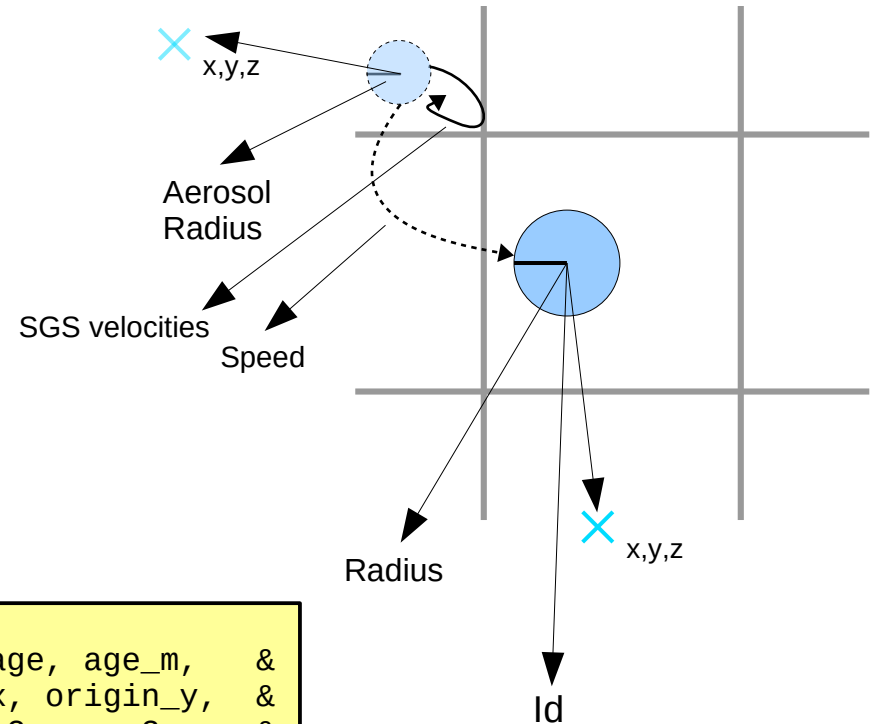 x,y,z
Aerosol
Radius
SGS velocities
Speed
Radius
x,y,z
Id
age, age_m, &
origin_y, &